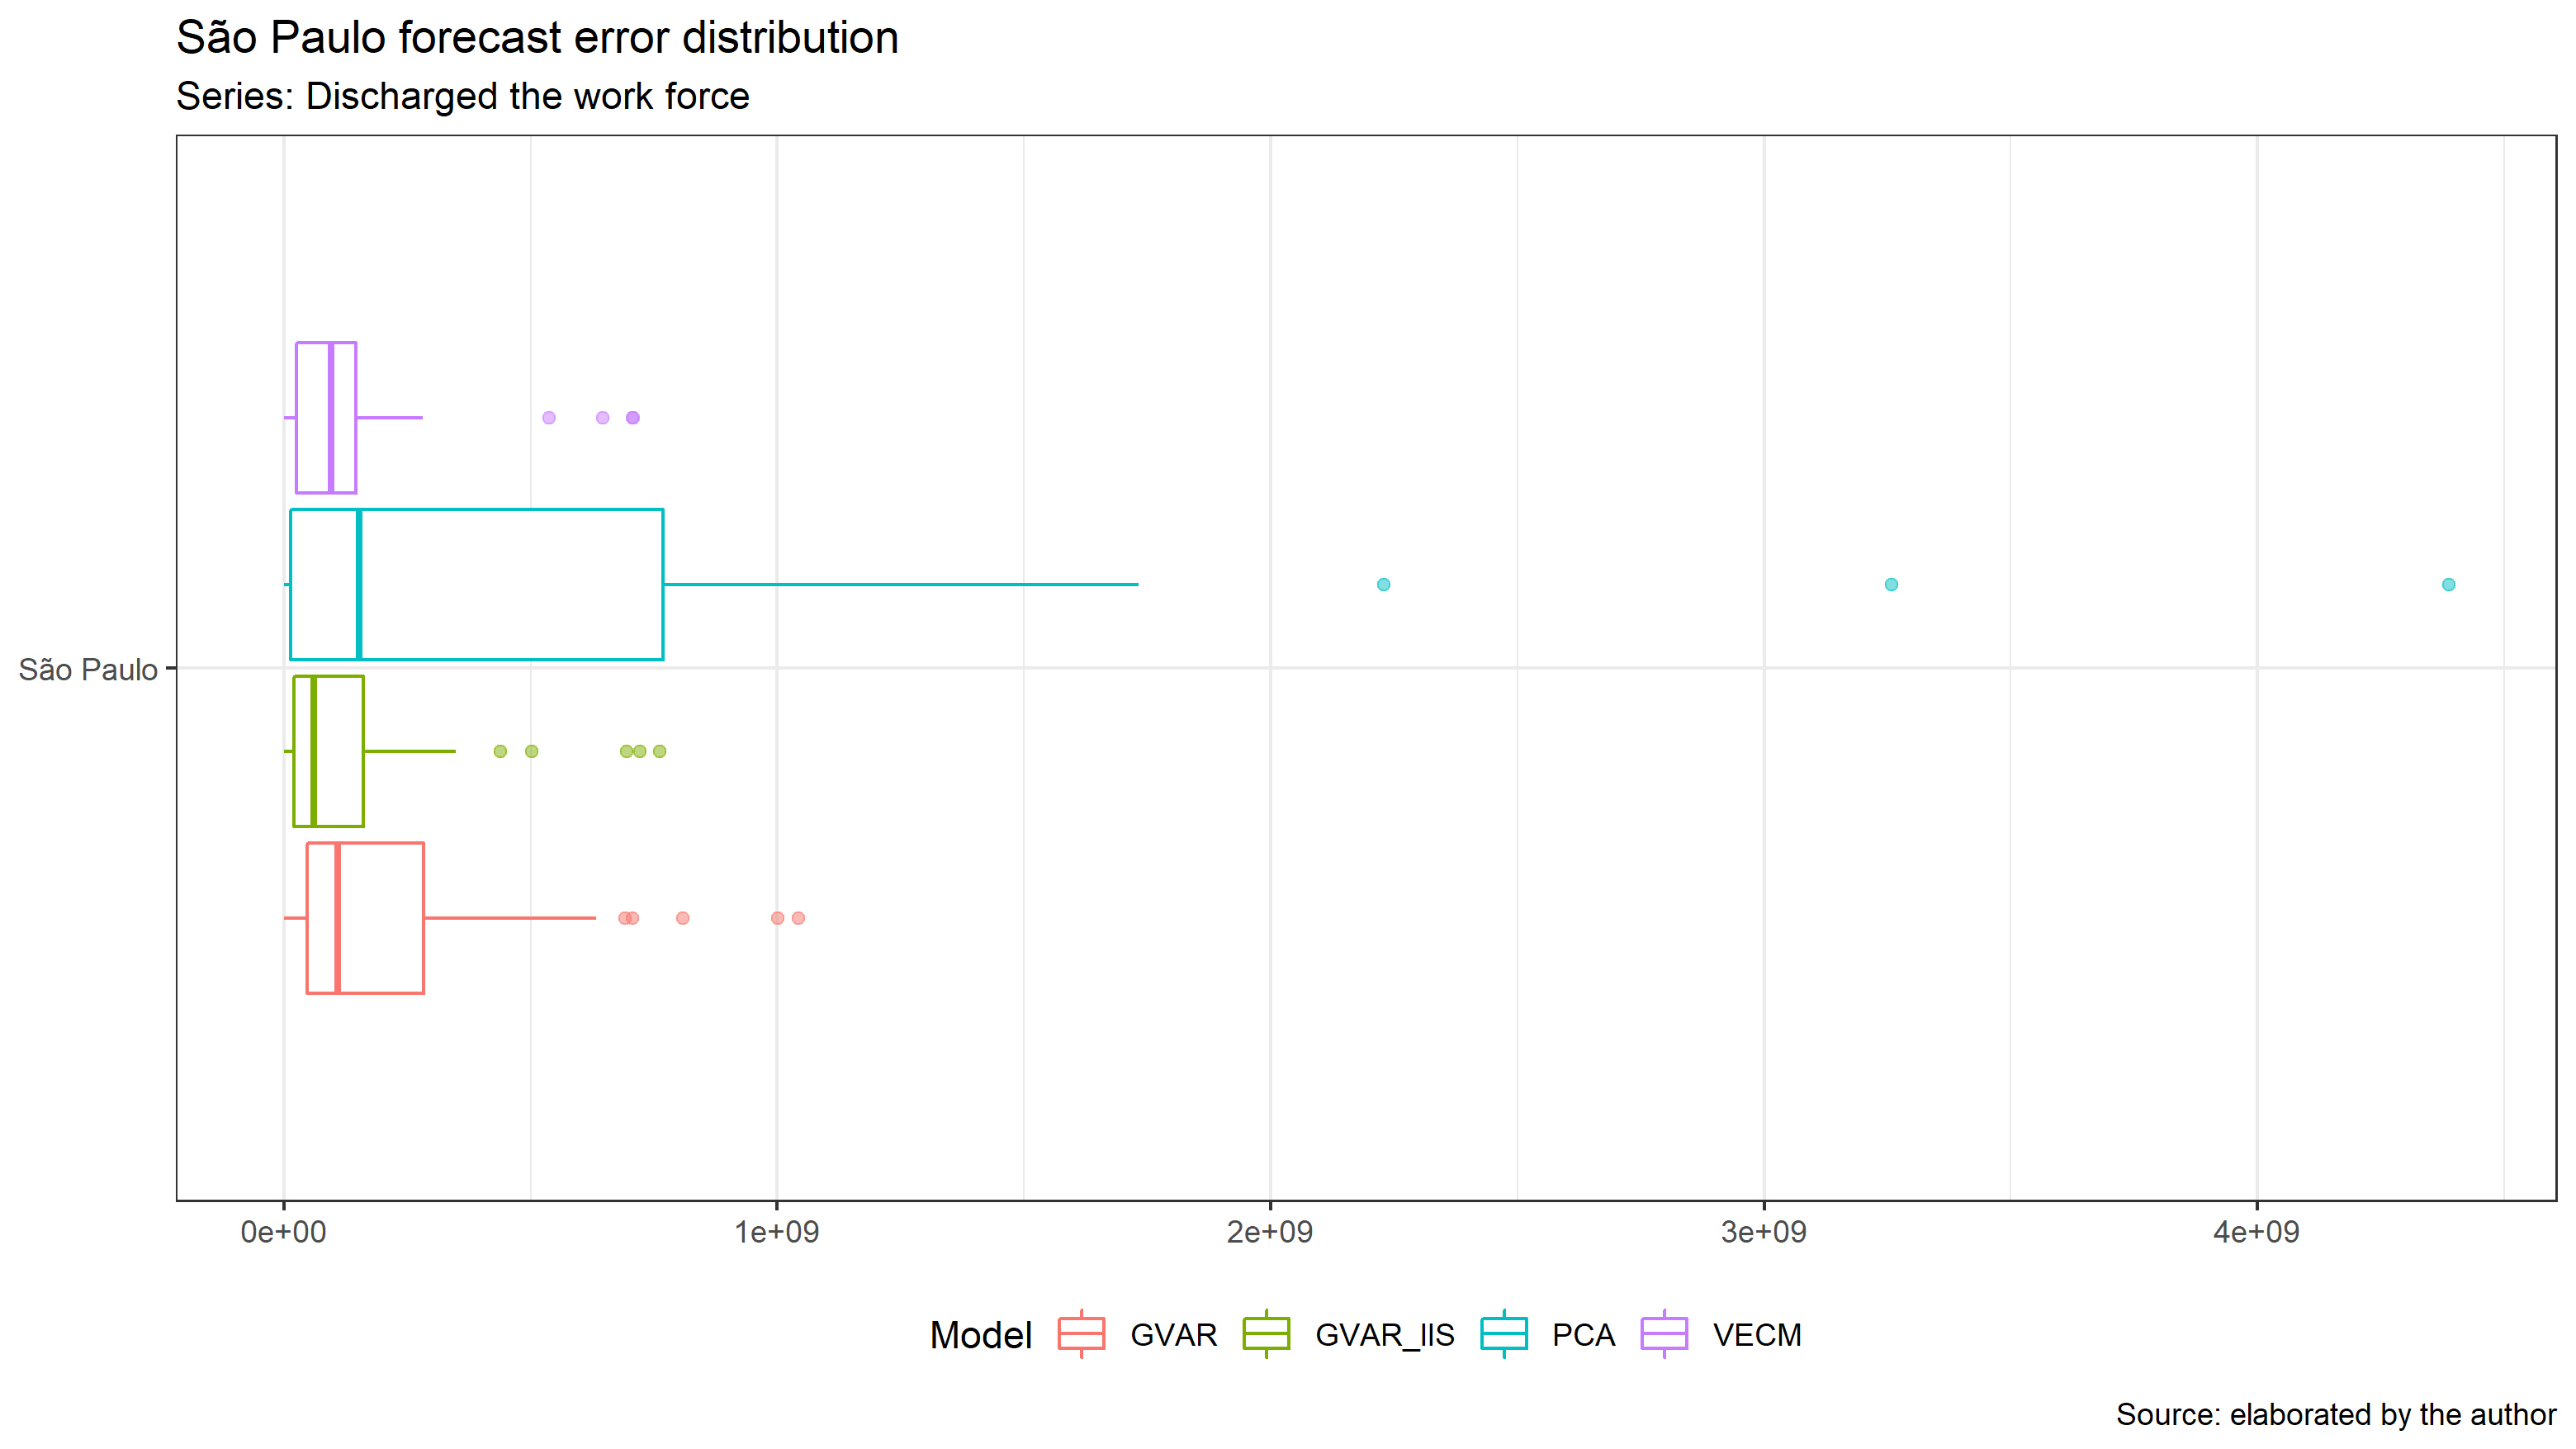 São Paulo forecast error distribution
Series: Discharged the work force
São Paulo
0e+00 1e+09 2e+09 3e+09 4e+09
Model GVAR GVAR_IIS PCA VECM
Source: elaborated by the author